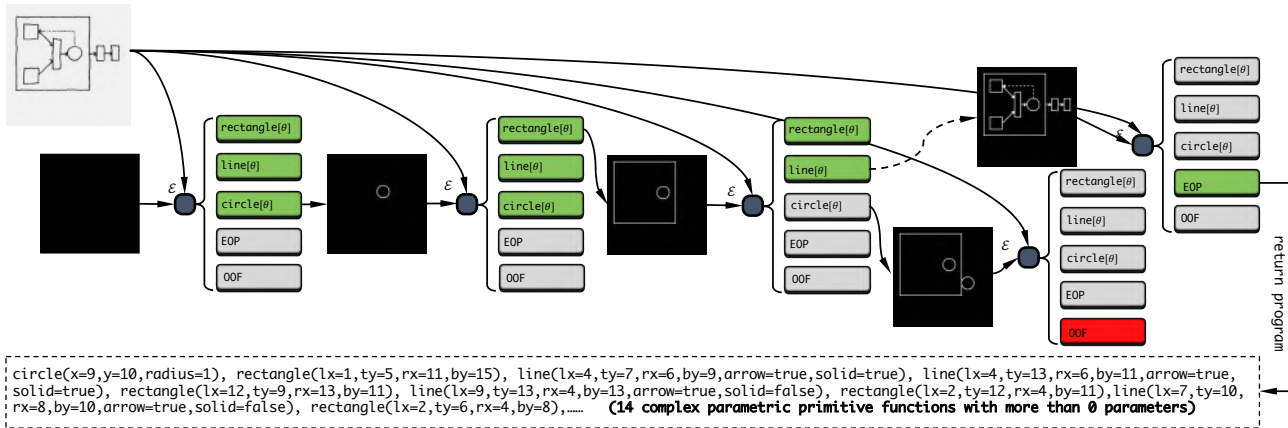 rectangle[θ]
line[θ]
circle[θ]
EOP
OOF
ε
rectangle[θ]
line[θ]
circle[θ]
EOP
OOF
ε
rectangle[θ]
line[θ]
circle[θ]
EOP
OOF
ε
rectangle[θ]
line[θ]
circle[θ]
EOP
OOF
ε
rectangle[θ]
line[θ]
circle[θ]
EOP
OOF
ε
return program
circle(x=9,y=10,radius=1), rectangle(lx=1,ty=5,rx=11,by=15), line(lx=4,ty=7,rx=6,by=9,arrow=true,solid=true), line(lx=4,ty=13,rx=6,by=11,arrow=true,
solid=true), rectangle(lx=12,ty=9,rx=13,by=11), line(lx=9,ty=13,rx=4,by=13,arrow=true,solid=false), rectangle(lx=2,ty=12,rx=4,by=11),line(lx=7,ty=10,
rx=8,by=10,arrow=true,solid=false), rectangle(lx=2,ty=6,rx=4,by=8),..... (14 complex parametric primitive functions with more than 0 parameters)